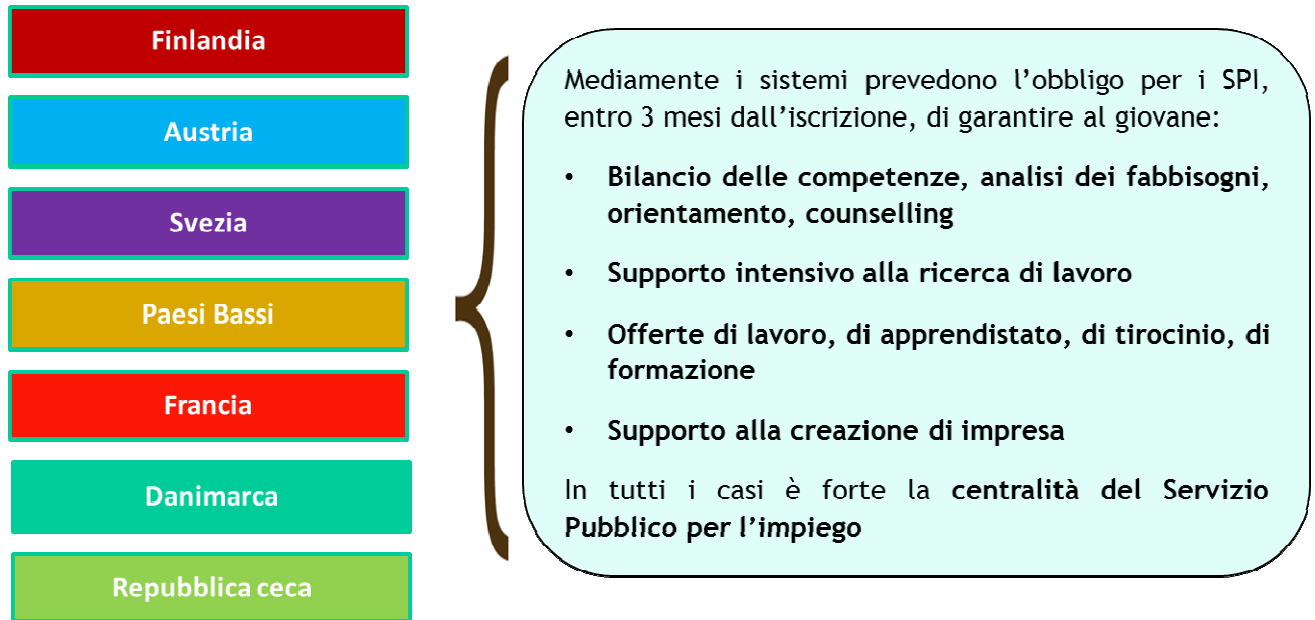 Finlandia
Austria
Svezia
Paesi Bassi
Francia
Danimarca
Repubblica ceca
Mediamente i sistemi prevedono l’obbligo per i SPI,
entro 3 mesi dall’iscrizione, di garantire al giovane:
• Bilancio delle competenze, analisi dei fabbisogni,
orientamento, counselling
• Supporto intensivo alla ricerca di lavoro
• Offerte di lavoro, di apprendistato, di tirocinio, di
formazione
• Supporto alla creazione di impresa
In tutti i casi è forte la centralità del Servizio
Pubblico per l’impiego